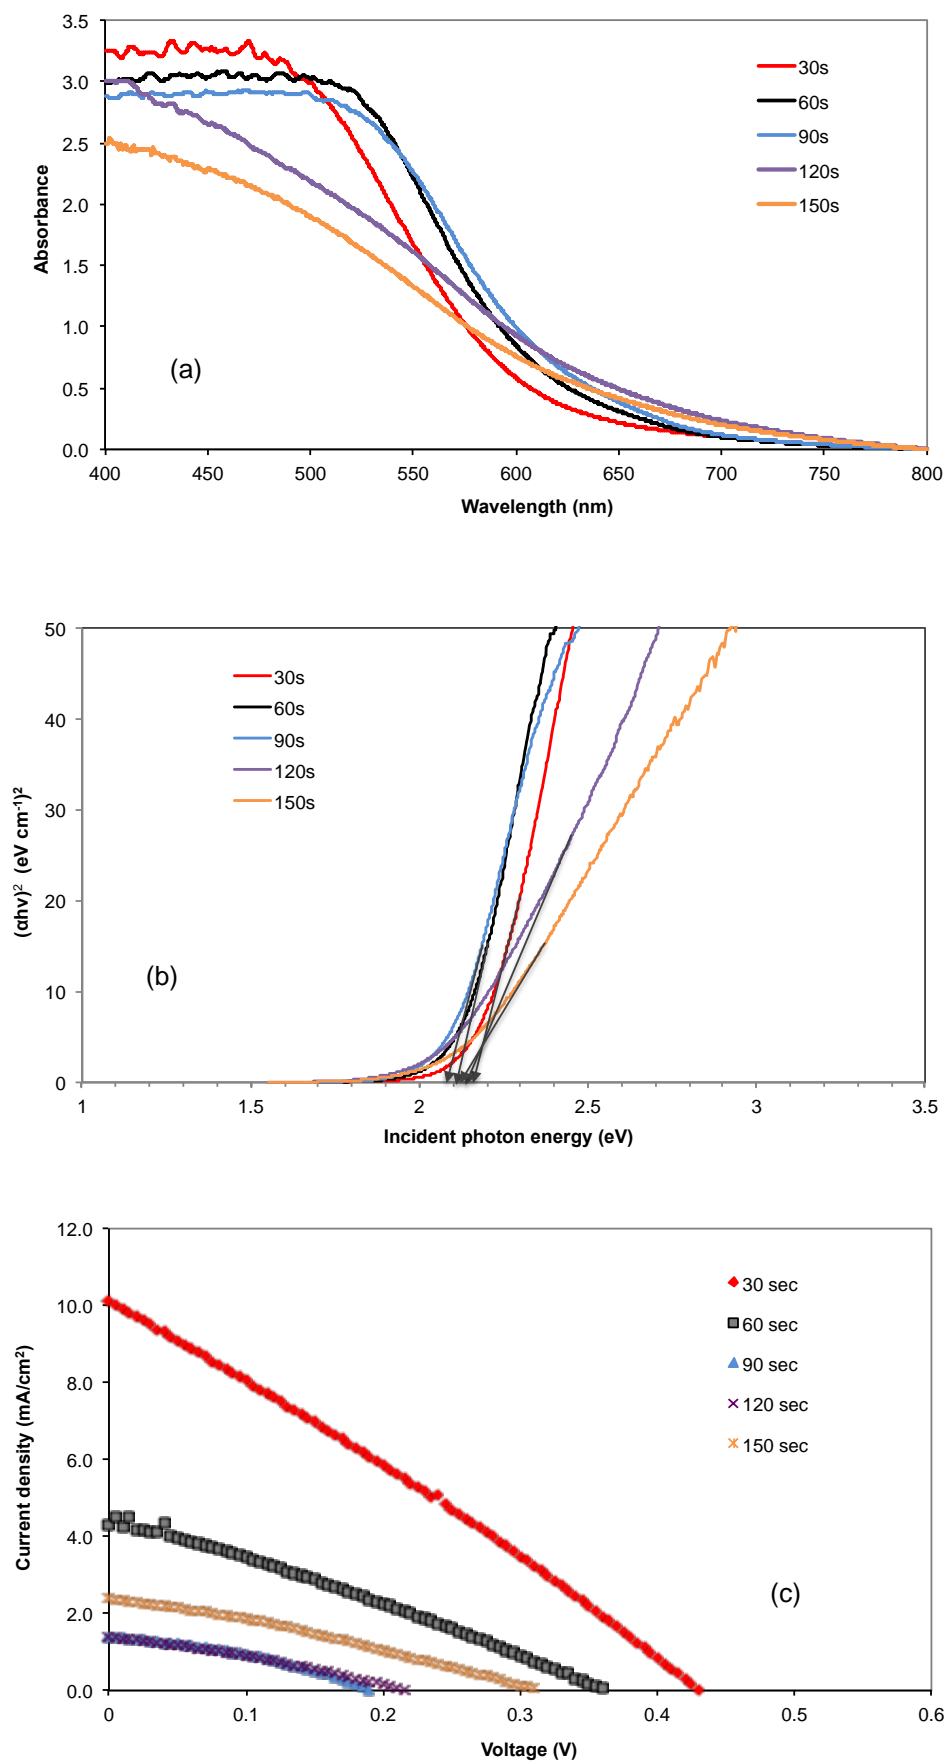 3.5
3.0
2.5
2.0
1.5
1.0
0.5
0.0
Absorbance
30s
60s
90s
120s
150s
(a)
400 450 500 550 600 650 700 750 800
Wavelength (nm)
50
40
30
20
10
0
(αhν)² (eV cm⁻¹)²
30s
60s
90s
120s
150s
(b)
1 1.5 2 2.5 3 3.5
Incident photon energy (eV)
12.0
10.0
8.0
6.0
4.0
2.0
0.0
Current density (mA/cm²)
30 sec
60 sec
90 sec
120 sec
150 sec
(c)
0 0.1 0.2 0.3 0.4 0.5 0.6
Voltage (V)